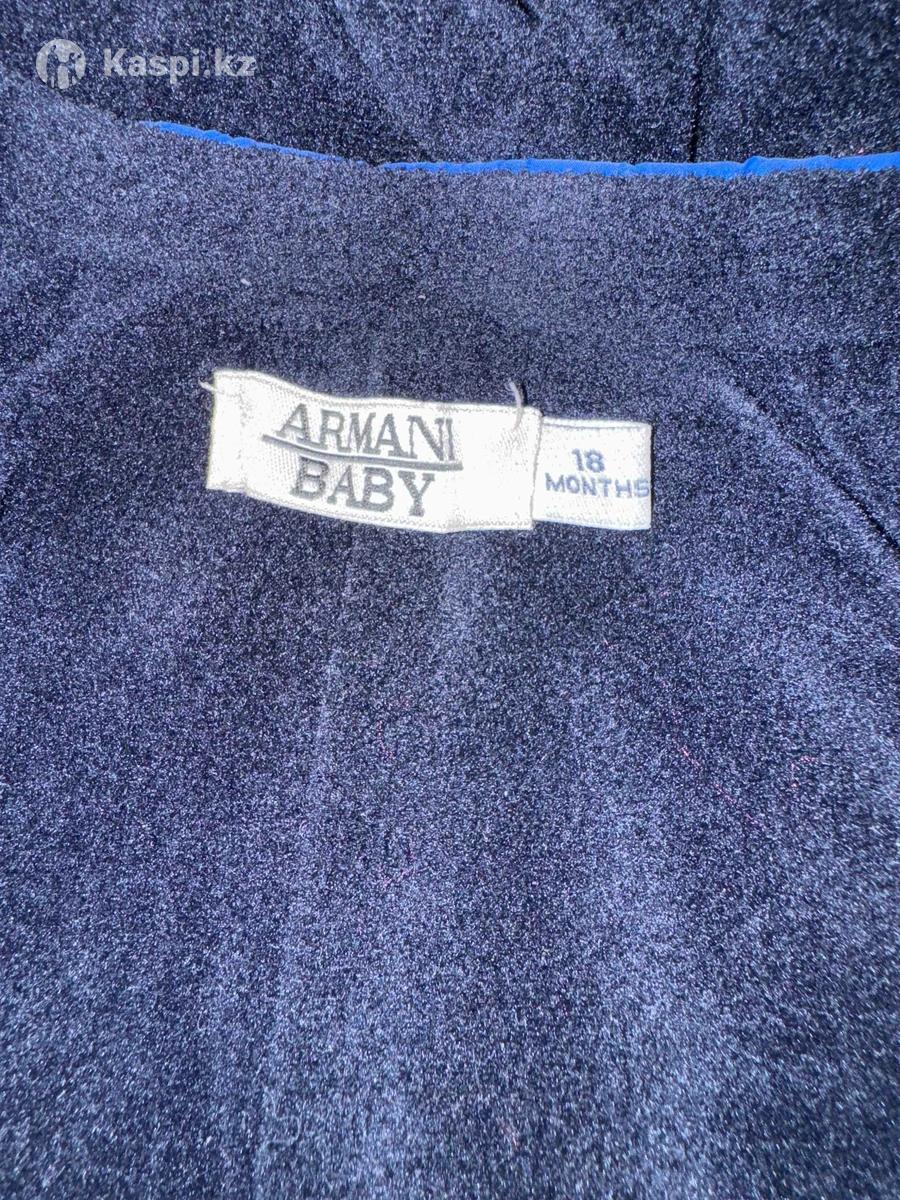 Kaspi.kz
ARMANI
BABY
18
MONTHS